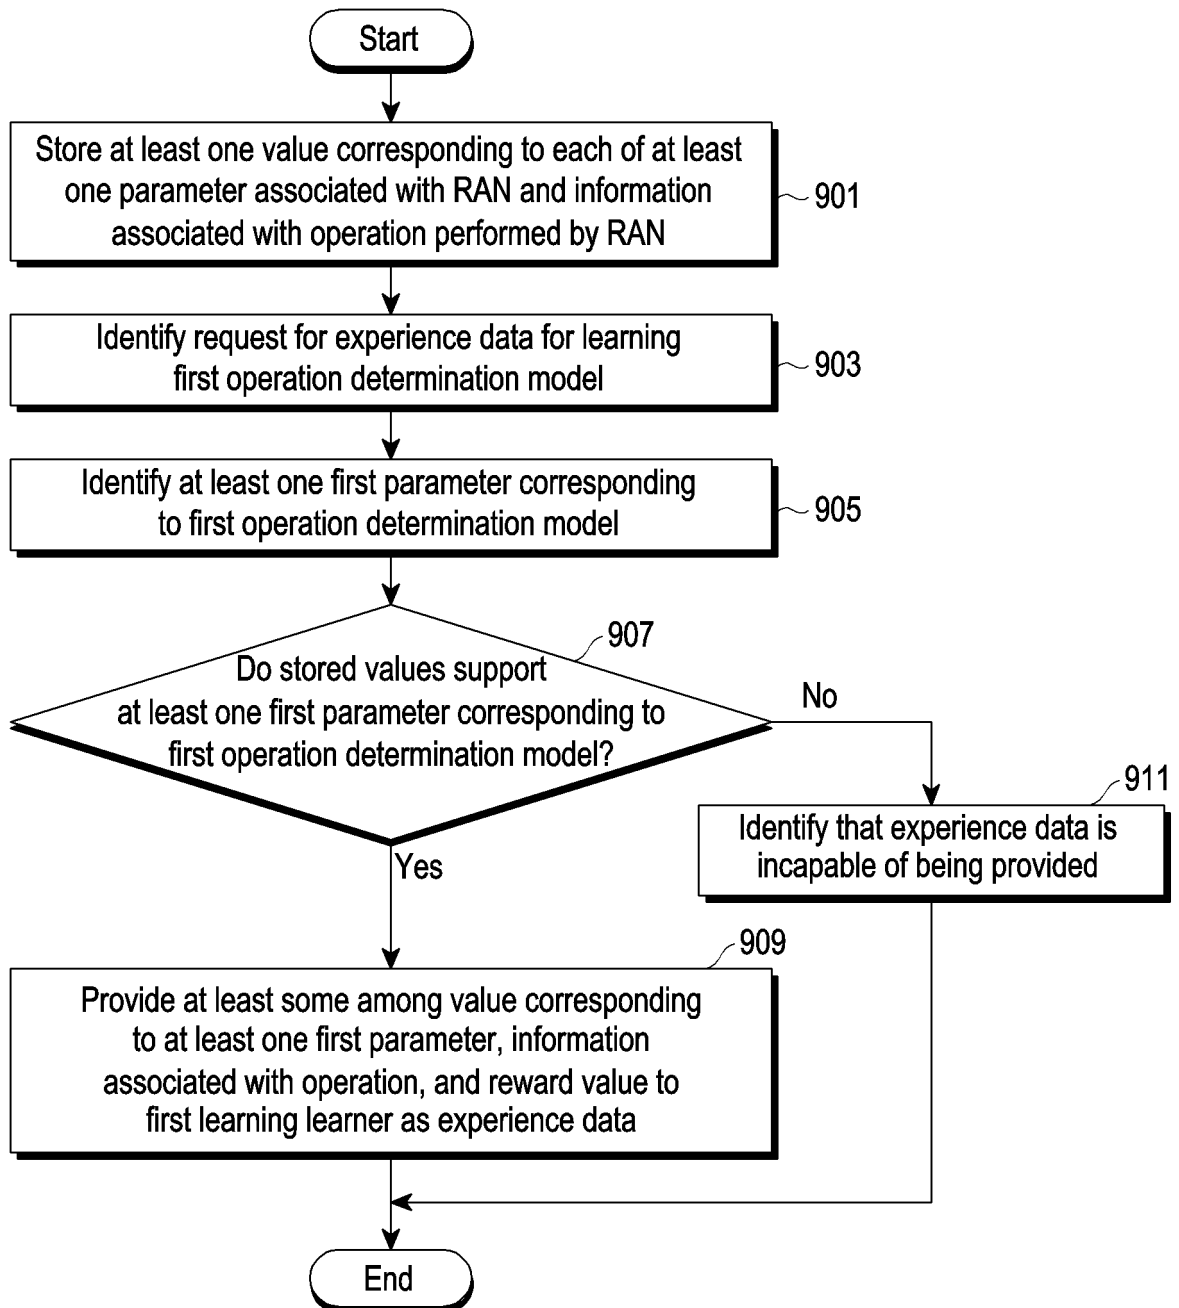 Start
Store at least one value corresponding to each of at least
one parameter associated with RAN and information
associated with operation performed by RAN
901
Identify request for experience data for learning
first operation determination model
903
Identify at least one first parameter corresponding
to first operation determination model
905
907
Do stored values support
at least one first parameter corresponding to
first operation determination model?
No
911
Identify that experience data is
incapable of being provided
Yes
909
Provide at least some among value corresponding
to at least one first parameter, information
associated with operation, and reward value to
first learning learner as experience data
End